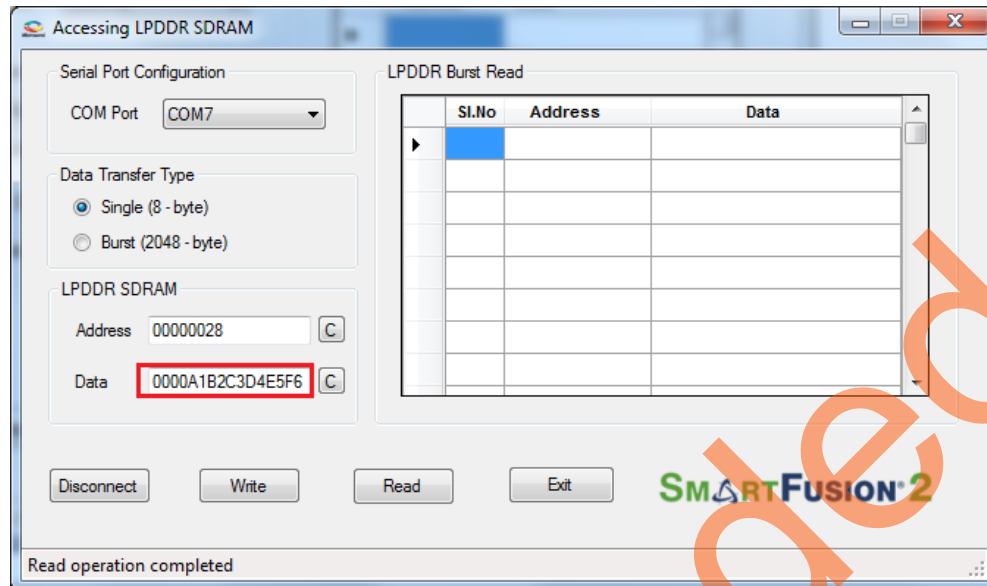 Accessing LPDDR SDRAM
Serial Port Configuration
COM Port COM7
Data Transfer Type
Single (8 - byte)
Burst (2048 - byte)
LPDDR SDRAM
Address 00000028 C
Data 0000A1B2C3D4E5F6 C
LPDDR Burst Read
Sl.No Address Data
Disconnect Write Read Exit
SMARTFUSION 2
Read operation completed
ded